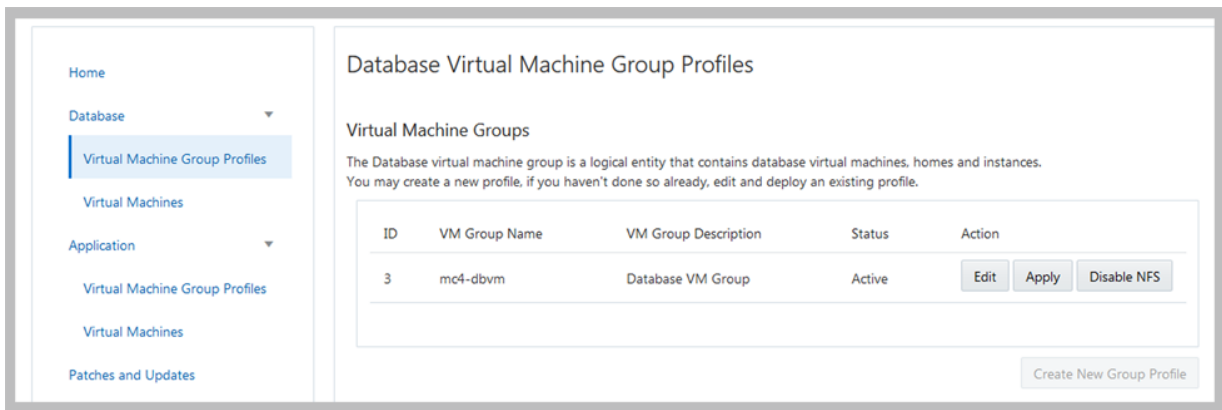 Home
Database
Virtual Machine Group Profiles
Virtual Machines
Application
Virtual Machine Group Profiles
Virtual Machines
Patches and Updates
Database Virtual Machine Group Profiles
Virtual Machine Groups
The Database virtual machine group is a logical entity that contains database virtual machines, homes and instances.
You may create a new profile, if you haven't done so already, edit and deploy an existing profile.
ID VM Group Name VM Group Description Status Action
3 mc4-dbvm Database VM Group Active Edit Apply Disable NFS
Create New Group Profile